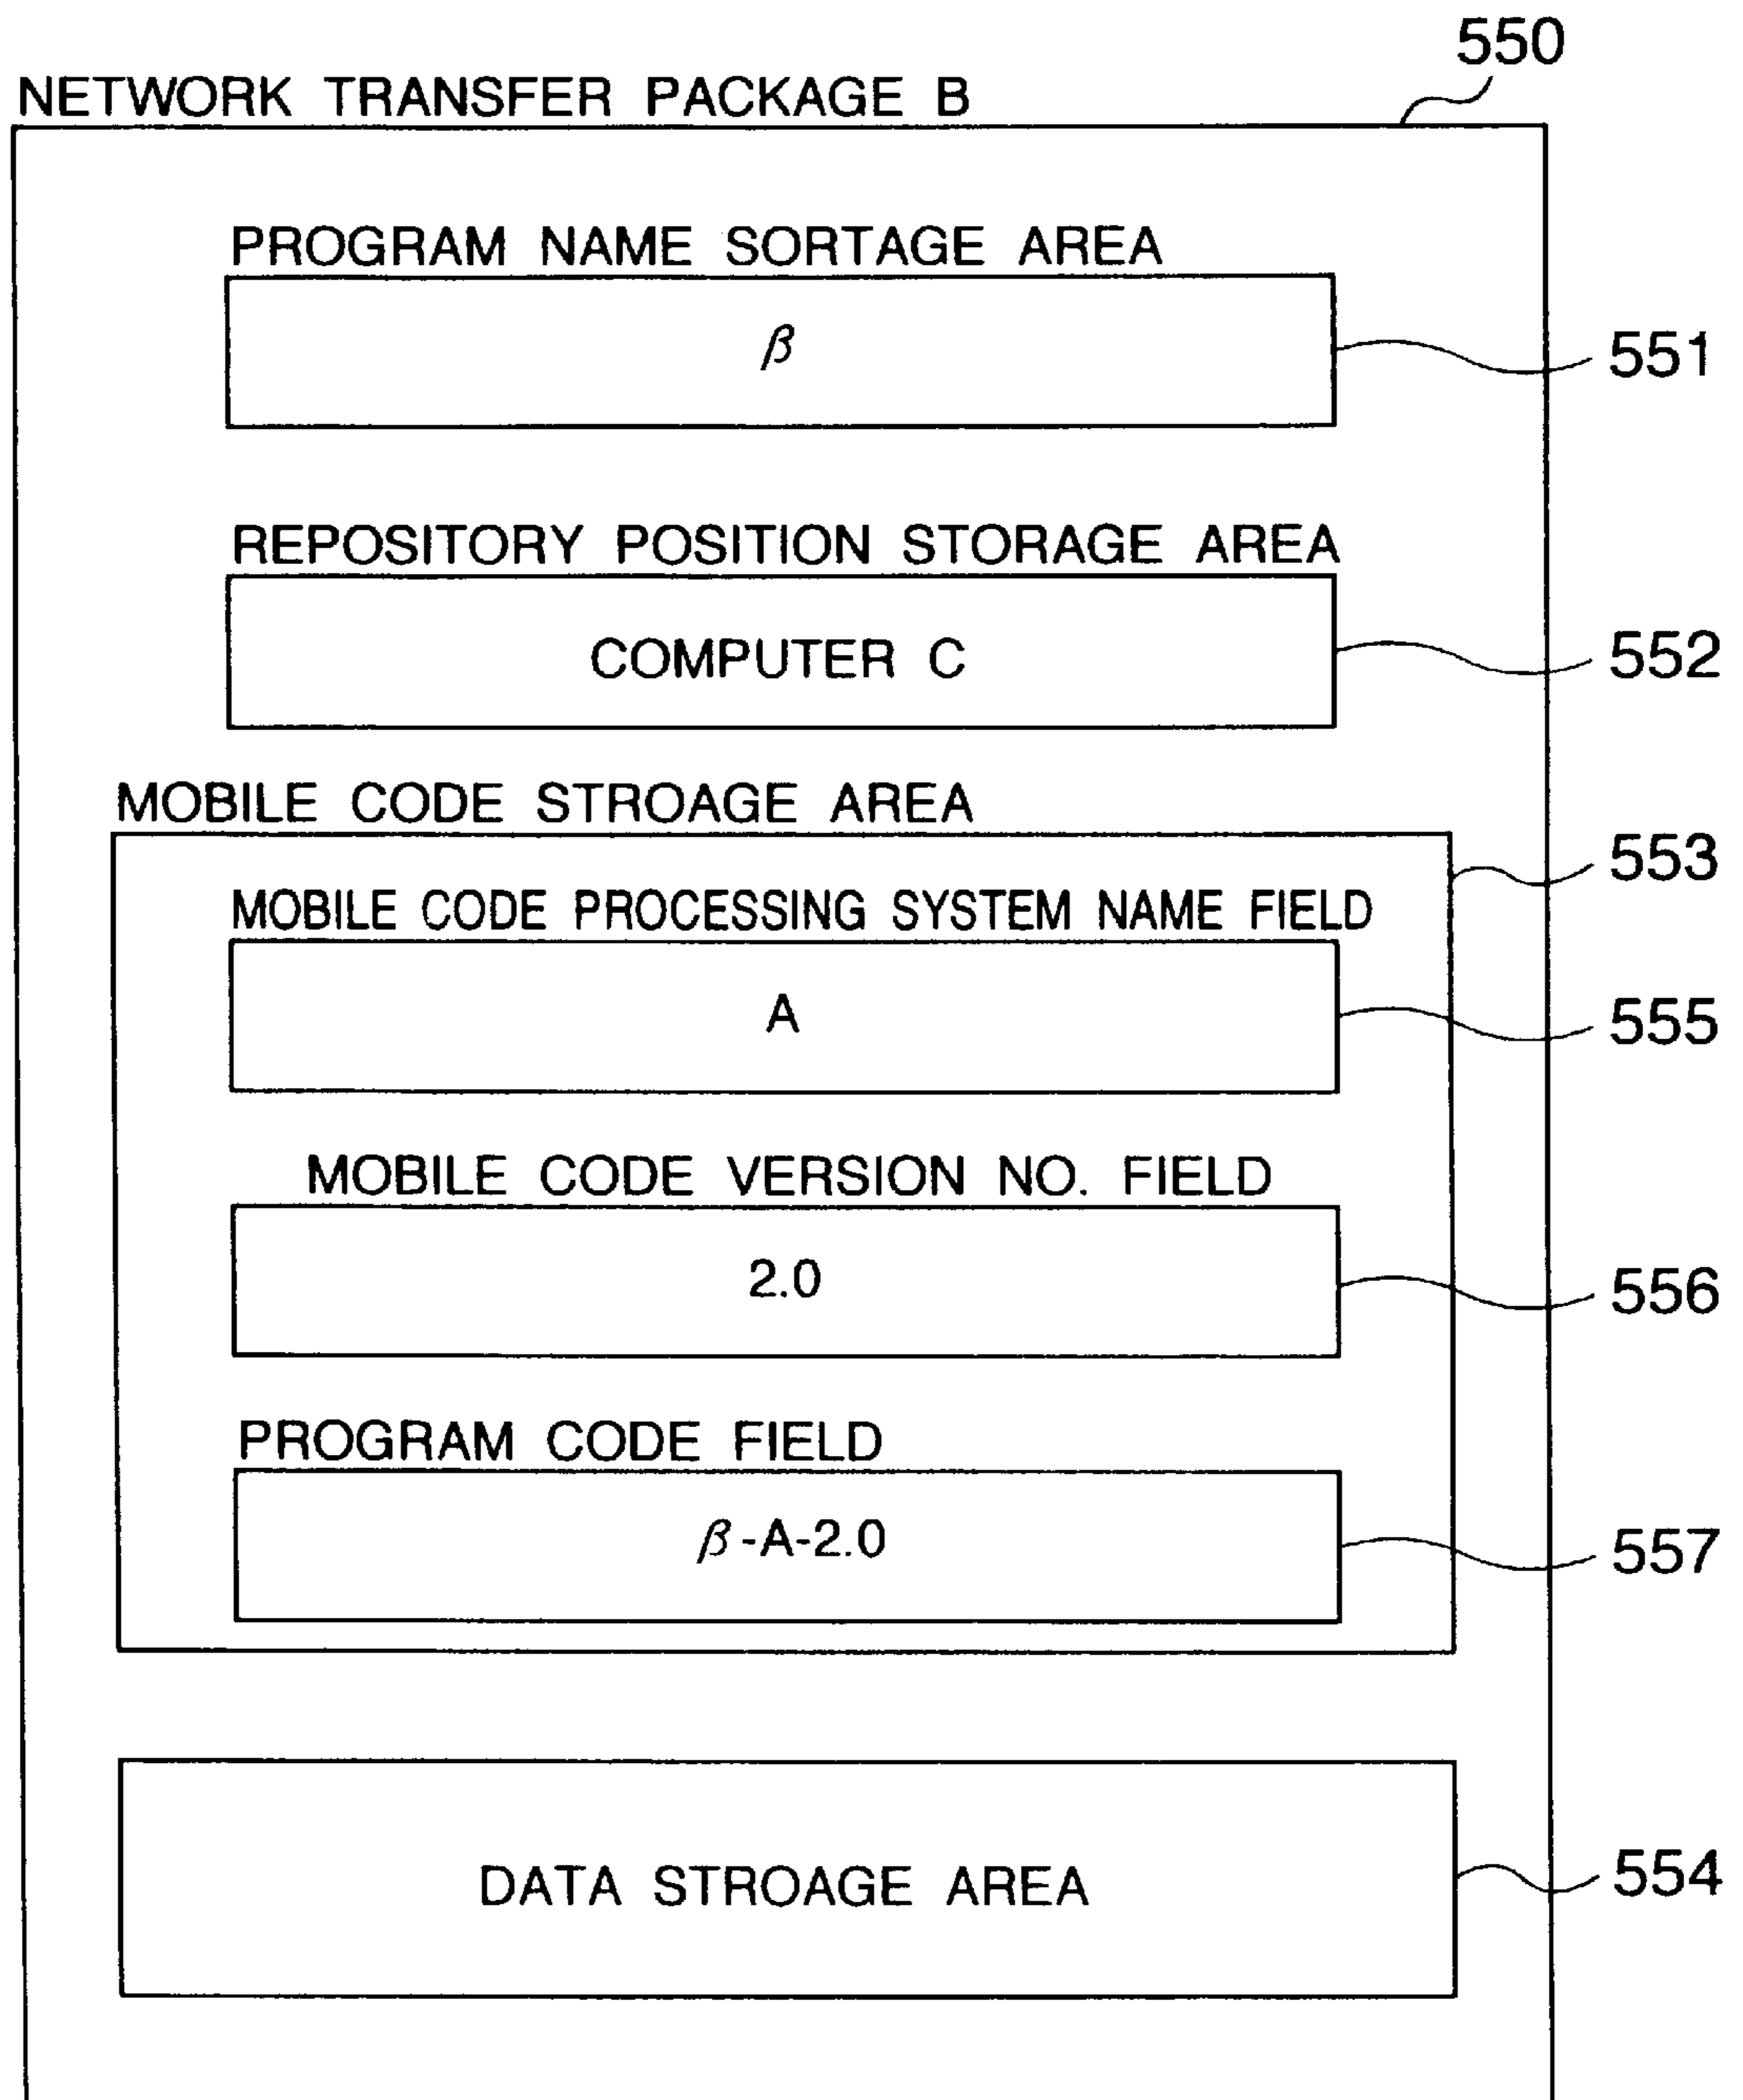 550
NETWORK TRANSFER PACKAGE B
PROGRAM NAME SORTAGE AREA
β
551
REPOSITORY POSITION STORAGE AREA
COMPUTER C
552
MOBILE CODE STROAGE AREA
553
MOBILE CODE PROCESSING SYSTEM NAME FIELD
A
555
MOBILE CODE VERSION NO. FIELD
2.0
556
PROGRAM CODE FIELD
β-A-2.0
557
DATA STROAGE AREA
554